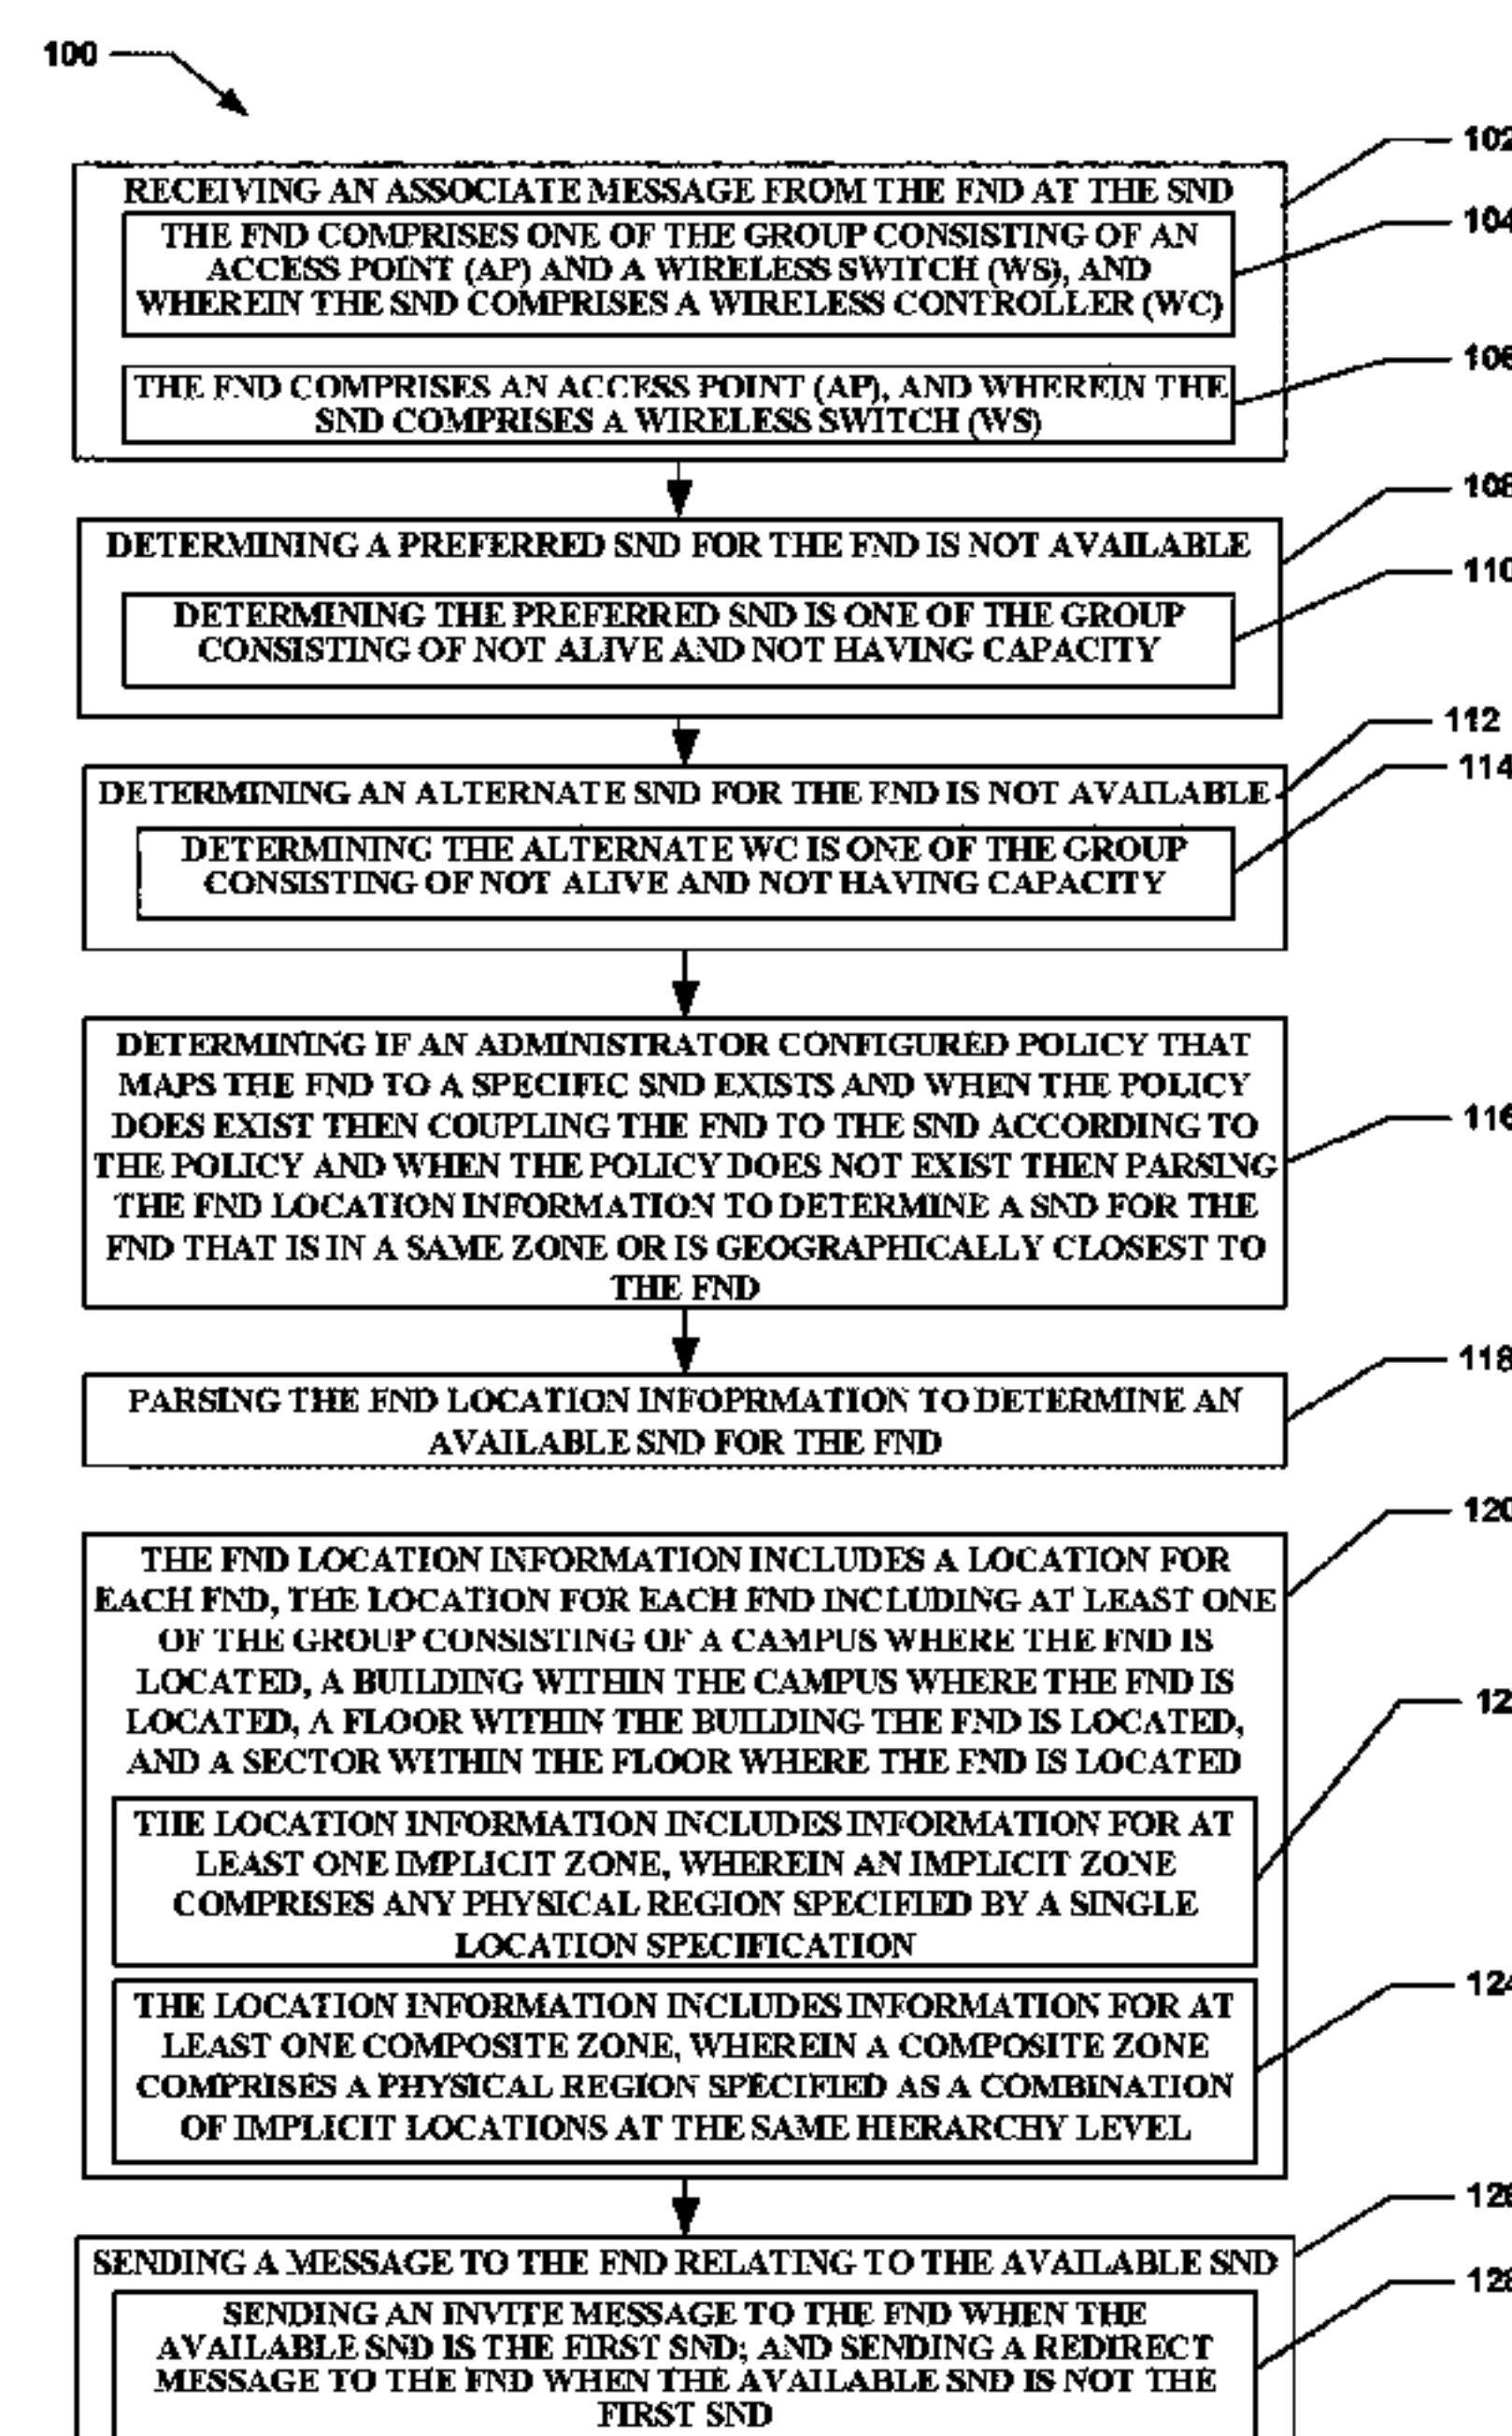 100
102
RECEIVING AN ASSOCIATE MESSAGE FROM THE FND AT THE SND
104
THE FND COMPRISES ONE OF THE GROUP CONSISTING OF AN
ACCESS POINT (AP) AND A WIRELESS SWITCH (WS), AND
WHEREIN THE SND COMPRISES A WIRELESS CONTROLLER (WC)
106
THE FND COMPRISES AN ACCESS POINT (AP), AND WHEREIN THE
SND COMPRISES A WIRELESS SWITCH (WS)
108
DETERMINING A PREFERRED SND FOR THE FND IS NOT AVAILABLE
110
DETERMINING THE PREFERRED SND IS ONE OF THE GROUP
CONSISTING OF NOT ALIVE AND NOT HAVING CAPACITY
112
114
DETERMINING AN ALTERNATE SND FOR THE FND IS NOT AVAILABLE
DETERMINING THE ALTERNATE WC IS ONE OF THE GROUP
CONSISTING OF NOT ALIVE AND NOT HAVING CAPACITY
DETERMINING IF AN ADMINISTRATOR CONFIGURED POLICY THAT
MAPS THE FND TO A SPECIFIC SND EXISTS AND WHEN THE POLICY
DOES EXIST THEN COUPLING THE FND TO THE SND ACCORDING TO
116
THE POLICY AND WHEN THE POLICY DOES NOT EXIST THEN PARSING
THE FND LOCATION INFORMATION TO DETERMINE A SND FOR THE
FND THAT IS IN A SAME ZONE OR IS GEOGRAPHICALLY CLOSEST TO
THE FND
118
PARSING THE FND LOCATION INFOPRMATION TO DETERMINE AN
AVAILABLE SND FOR THE FND
120
THE FND LOCATION INFORMATION INCLUDES A LOCATION FOR
EACH FND, THE LOCATION FOR EACH FND INCLUDING AT LEAST ONE
OF THE GROUP CONSISTING OF A CAMPUS WHERE THE FND IS
LOCATED, A BUILDING WITHIN THE CAMPUS WHERE THE FND IS
LOCATED, A FLOOR WITHIN THE BUILDING THE FND IS LOCATED,
AND A SECTOR WITHIN THE FLOOR WHERE THE FND IS LOCATED
12
THE LOCATION INFORMATION INCLUDES INFORMATION FOR AT
LEAST ONE IMPLICIT ZONE, WHEREIN AN IMPLICIT ZONE
COMPRISES ANY PHYSICAL REGION SPECIFIED BY A SINGLE
LOCATION SPECIFICATION
124
THE LOCATION INFORMATION INCLUDES INFORMATION FOR AT
LEAST ONE COMPOSITE ZONE, WHEREIN A COMPOSITE ZONE
COMPRISES A PHYSICAL REGION SPECIFIED AS A COMBINATION
OF IMPLICIT LOCATIONS AT THE SAME HIERARCHY LEVEL
126
SENDING A MESSAGE TO THE FND RELATING TO THE AVAILABLE SND
128
SENDING AN INVITE MESSAGE TO THE FND WHEN THE
AVAILABLE SND IS THE FIRST SND; AND SENDING A REDIRECT
MESSAGE TO THE FND WHEN THE AVAILABLE SND IS NOT THE
FIRST SND